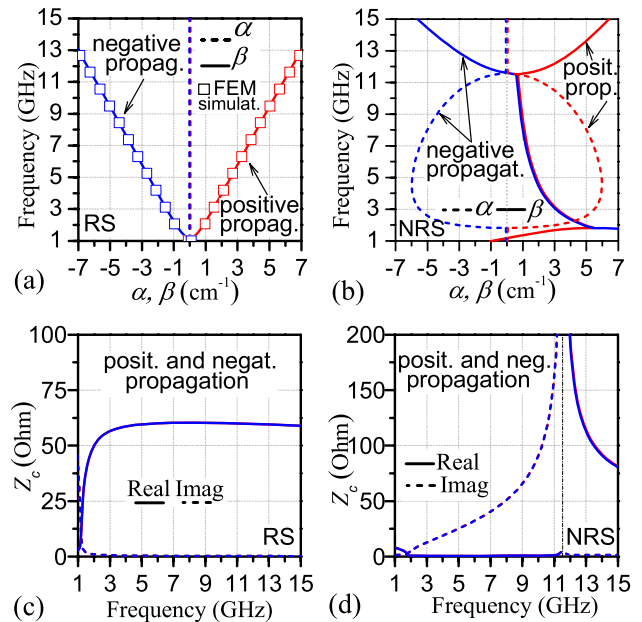 Frequency (GHz)
15
13
11
9
7
5
3
1
negative
propag.
α
β
FEM
simulat.
positive
propag.
RS
-7 -5 -3 -1 1 3 5 7
(a)
α, β (cm⁻¹)
Frequency (GHz)
15
13
11
9
7
5
3
2
1
posit.
prop.
negative
propagat.
α β
NRS
-7 -5 -3 -1 1 3 5 7
(b)
α, β (cm⁻¹)
Z_c (Ohm)
100
75
50
25
0
posit. and negat.
propagation
Real Imag
RS
1 3 5 7 9 11 13 15
(c)
Frequency (GHz)
Z_c (Ohm)
200
150
100
25
0
posit. and neg.
propagation
Real
Imag
NRS
1 3 5 7 9 11 13 15
(d)
Frequency (GHz)